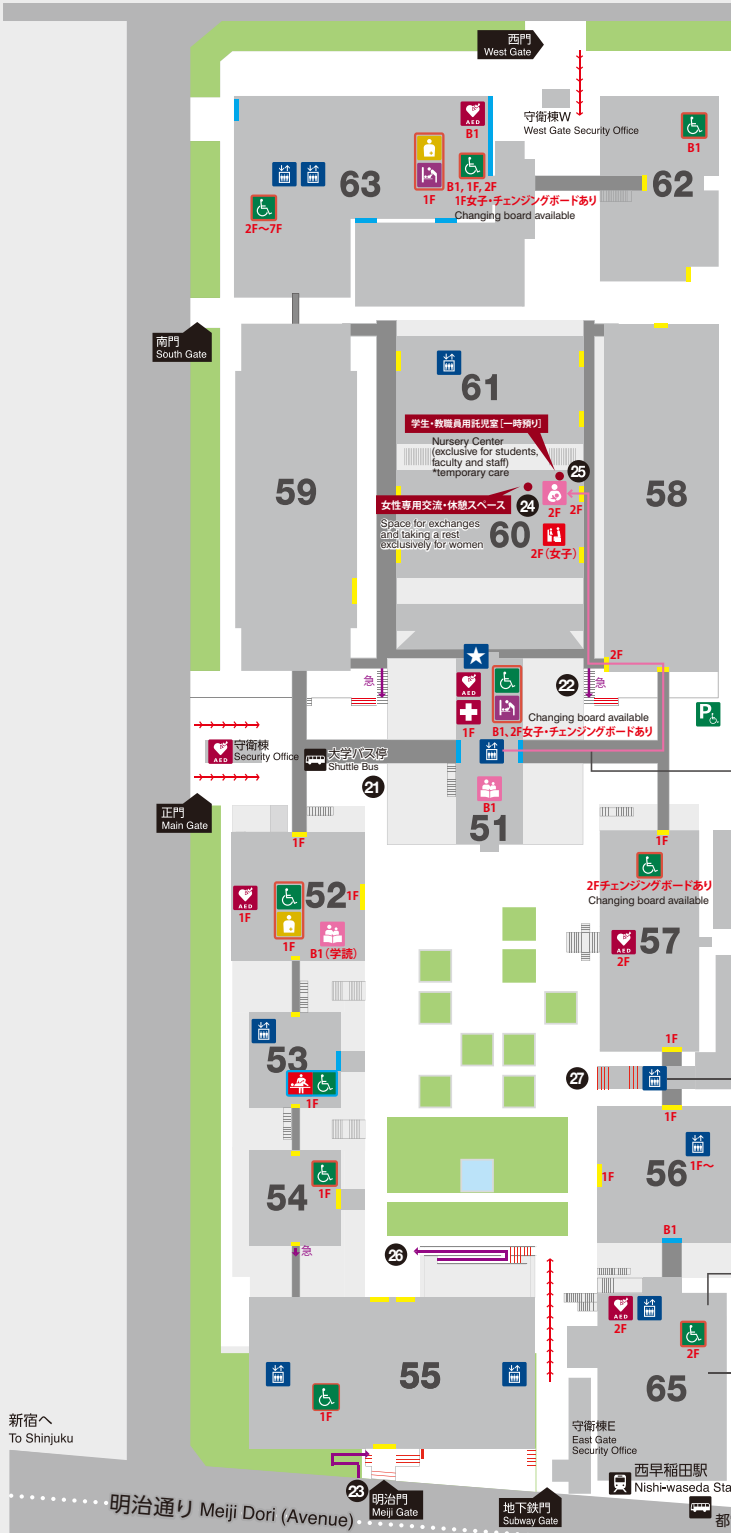 西門
West Gate
守衛棟W
West Gate Security Office
AED
B1
B1
63
62
1F
B1, 1F, 2F
1F女子・チェンジングボードあり
Changing board available
2F～7F
南門
South Gate
61
学生・教職員用託児室[一時預り]
Nursery Center
(exclusive for students,
faculty and staff)
*temporary care
25
59
58
女性専用交流・休憩スペース
24
2F
2F
Space for exchanges
and taking a rest
exclusively for women
60
2F(女子)
2F
急
22
急
AED
1F
Changing board available
B1、2F女子・チェンジングボードあり
P
AED
守衛棟
Security Office
大学バス停
Shuttle Bus
21
B1
51
正門
Main Gate
1F
1F
52
1F
AED
1F
1F
B1(学読)
2Fチェンジングボードあり
Changing board available
AED
2F
57
53
1F
1F
27
1F
54
1F
56
1F～
1F
B1
急
26
AED
2F
2F
55
65
1F
新宿へ
To Shinjuku
守衛棟E
East Gate
Security Office
西早稲田駅
Nishi-waseda Sta
23
明治門
Meiji Gate
地下鉄門
Subway Gate
明治通り Meiji Dori (Avenue)
都